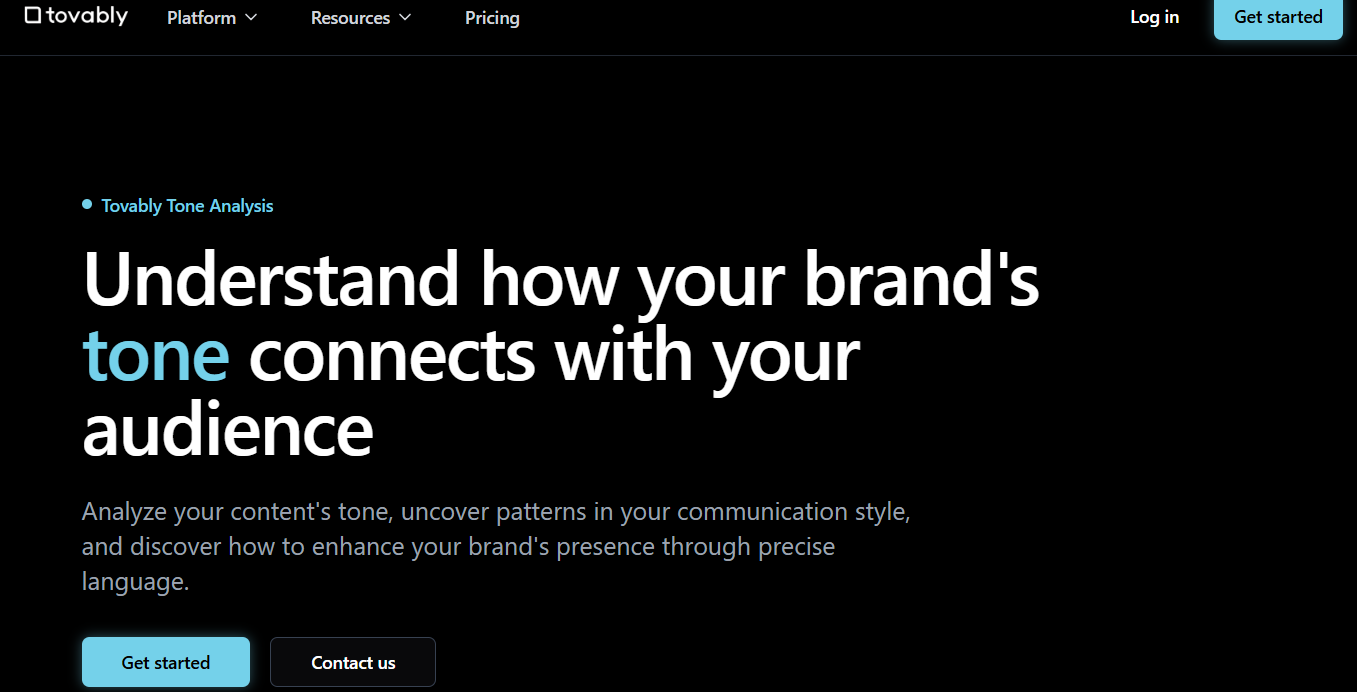 tovably
Platform
Resources
Pricing
Log in
Get started
Tovably Tone Analysis
Understand how your brand's
tone connects with your
audience
Analyze your content's tone, uncover patterns in your communication style,
and discover how to enhance your brand's presence through precise
language.
Get started
Contact us